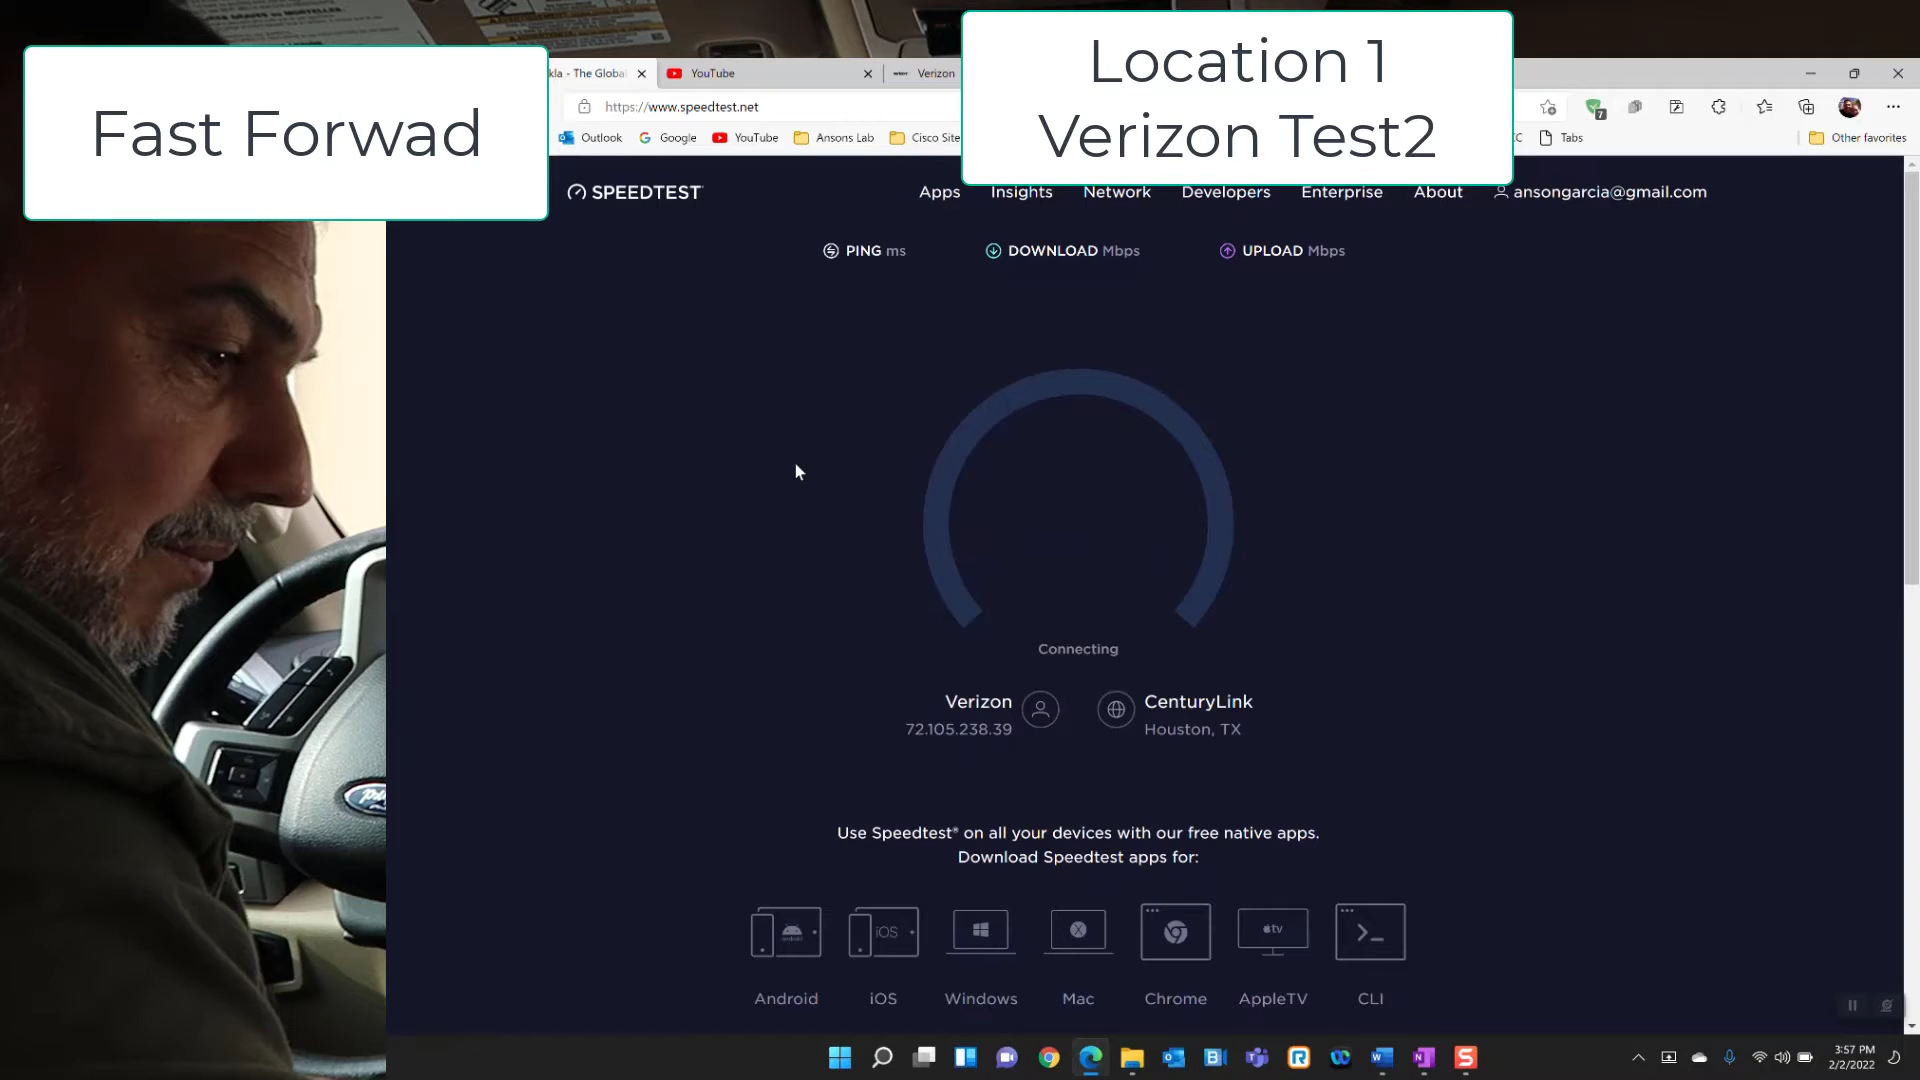 Fast Forwad
Location 1
Verizon Test2
kla - The Global
YouTube
Verizon
https://www.speedtest.net
7
Outlook
Google
YouTube
Ansons Lab
Cisco Site
Tabs
Other favorites
SPEEDTEST
Apps
Insights
Network
Developers
Enterprise
About
ansongarcia@gmail.com
PING ms
DOWNLOAD Mbps
UPLOAD Mbps
Connecting
Verizon
72.105.238.39
CenturyLink
Houston, TX
Use Speedtest® on all your devices with our free native apps.
Download Speedtest apps for:
android
iOS
tv
Android
iOS
Windows
Mac
Chrome
AppleTV
CLI
3:57 PM
2/2/2022